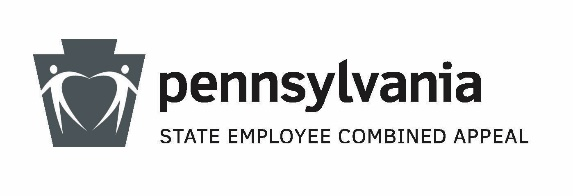 pennsylvania
STATE EMPLOYEE COMBINED APPEAL